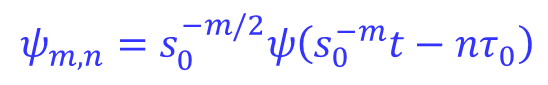 ψ_{m,n} = s_0^{-m/2} ψ(s_0^{-m} t − nτ_0)